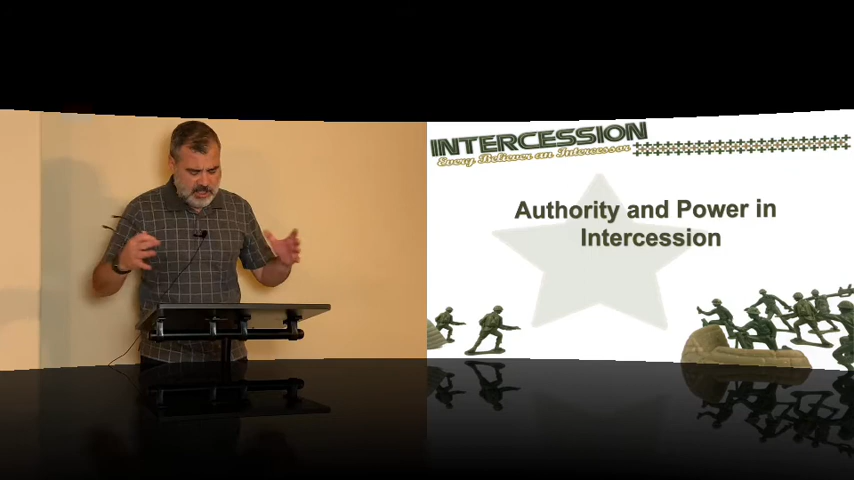 INTERCESSION
Every Believer an Intercessor
Authority and Power in
Intercession